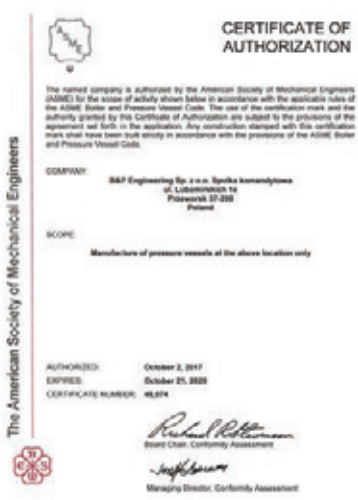 ASME
CERTIFICATE OF
AUTHORIZATION
The named company is authorized by the American Society of Mechanical Engineers
(ASME) for the scope of activity shown below in accordance with the applicable rules of
the ASME Boiler and Pressure Vessel Code. The use of the certification mark and the
authority granted by this Certificate of Authorization are subject to the provisions of the
agreement set forth in the application. Any construction stamped with this certification
mark shall have been built strictly in accordance with the provisions of the ASME Boiler
and Pressure Vessel Code.
COMPANY:
B&P Engineering Sp. z o.o. Spolka komandytowa
ul. Lubomirskich 1e
Przeworsk 37-200
Poland
SCOPE:
Manufacture of pressure vessels at the above location only
AUTHORIZED: October 2, 2017
EXPIRES: October 21, 2020
CERTIFICATE NUMBER:
Board Chair, Conformity Assessment
Managing Director, Conformity Assessment
The American Society of Mechanical Engineers